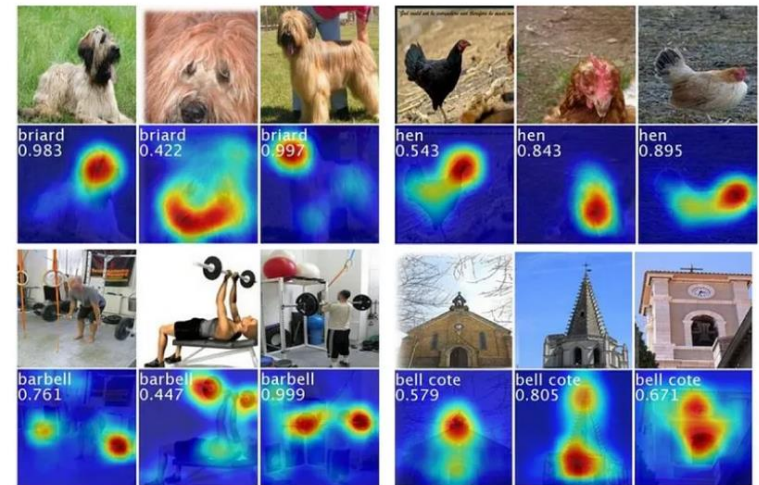 briard
0.983
briard
0.422
briard
0.997
hen
0.543
hen
0.843
hen
0.895
barbell
0.761
barbell
0.447
barbell
0.999
bell cote
0.579
bell cote
0.805
bell cote
0.671